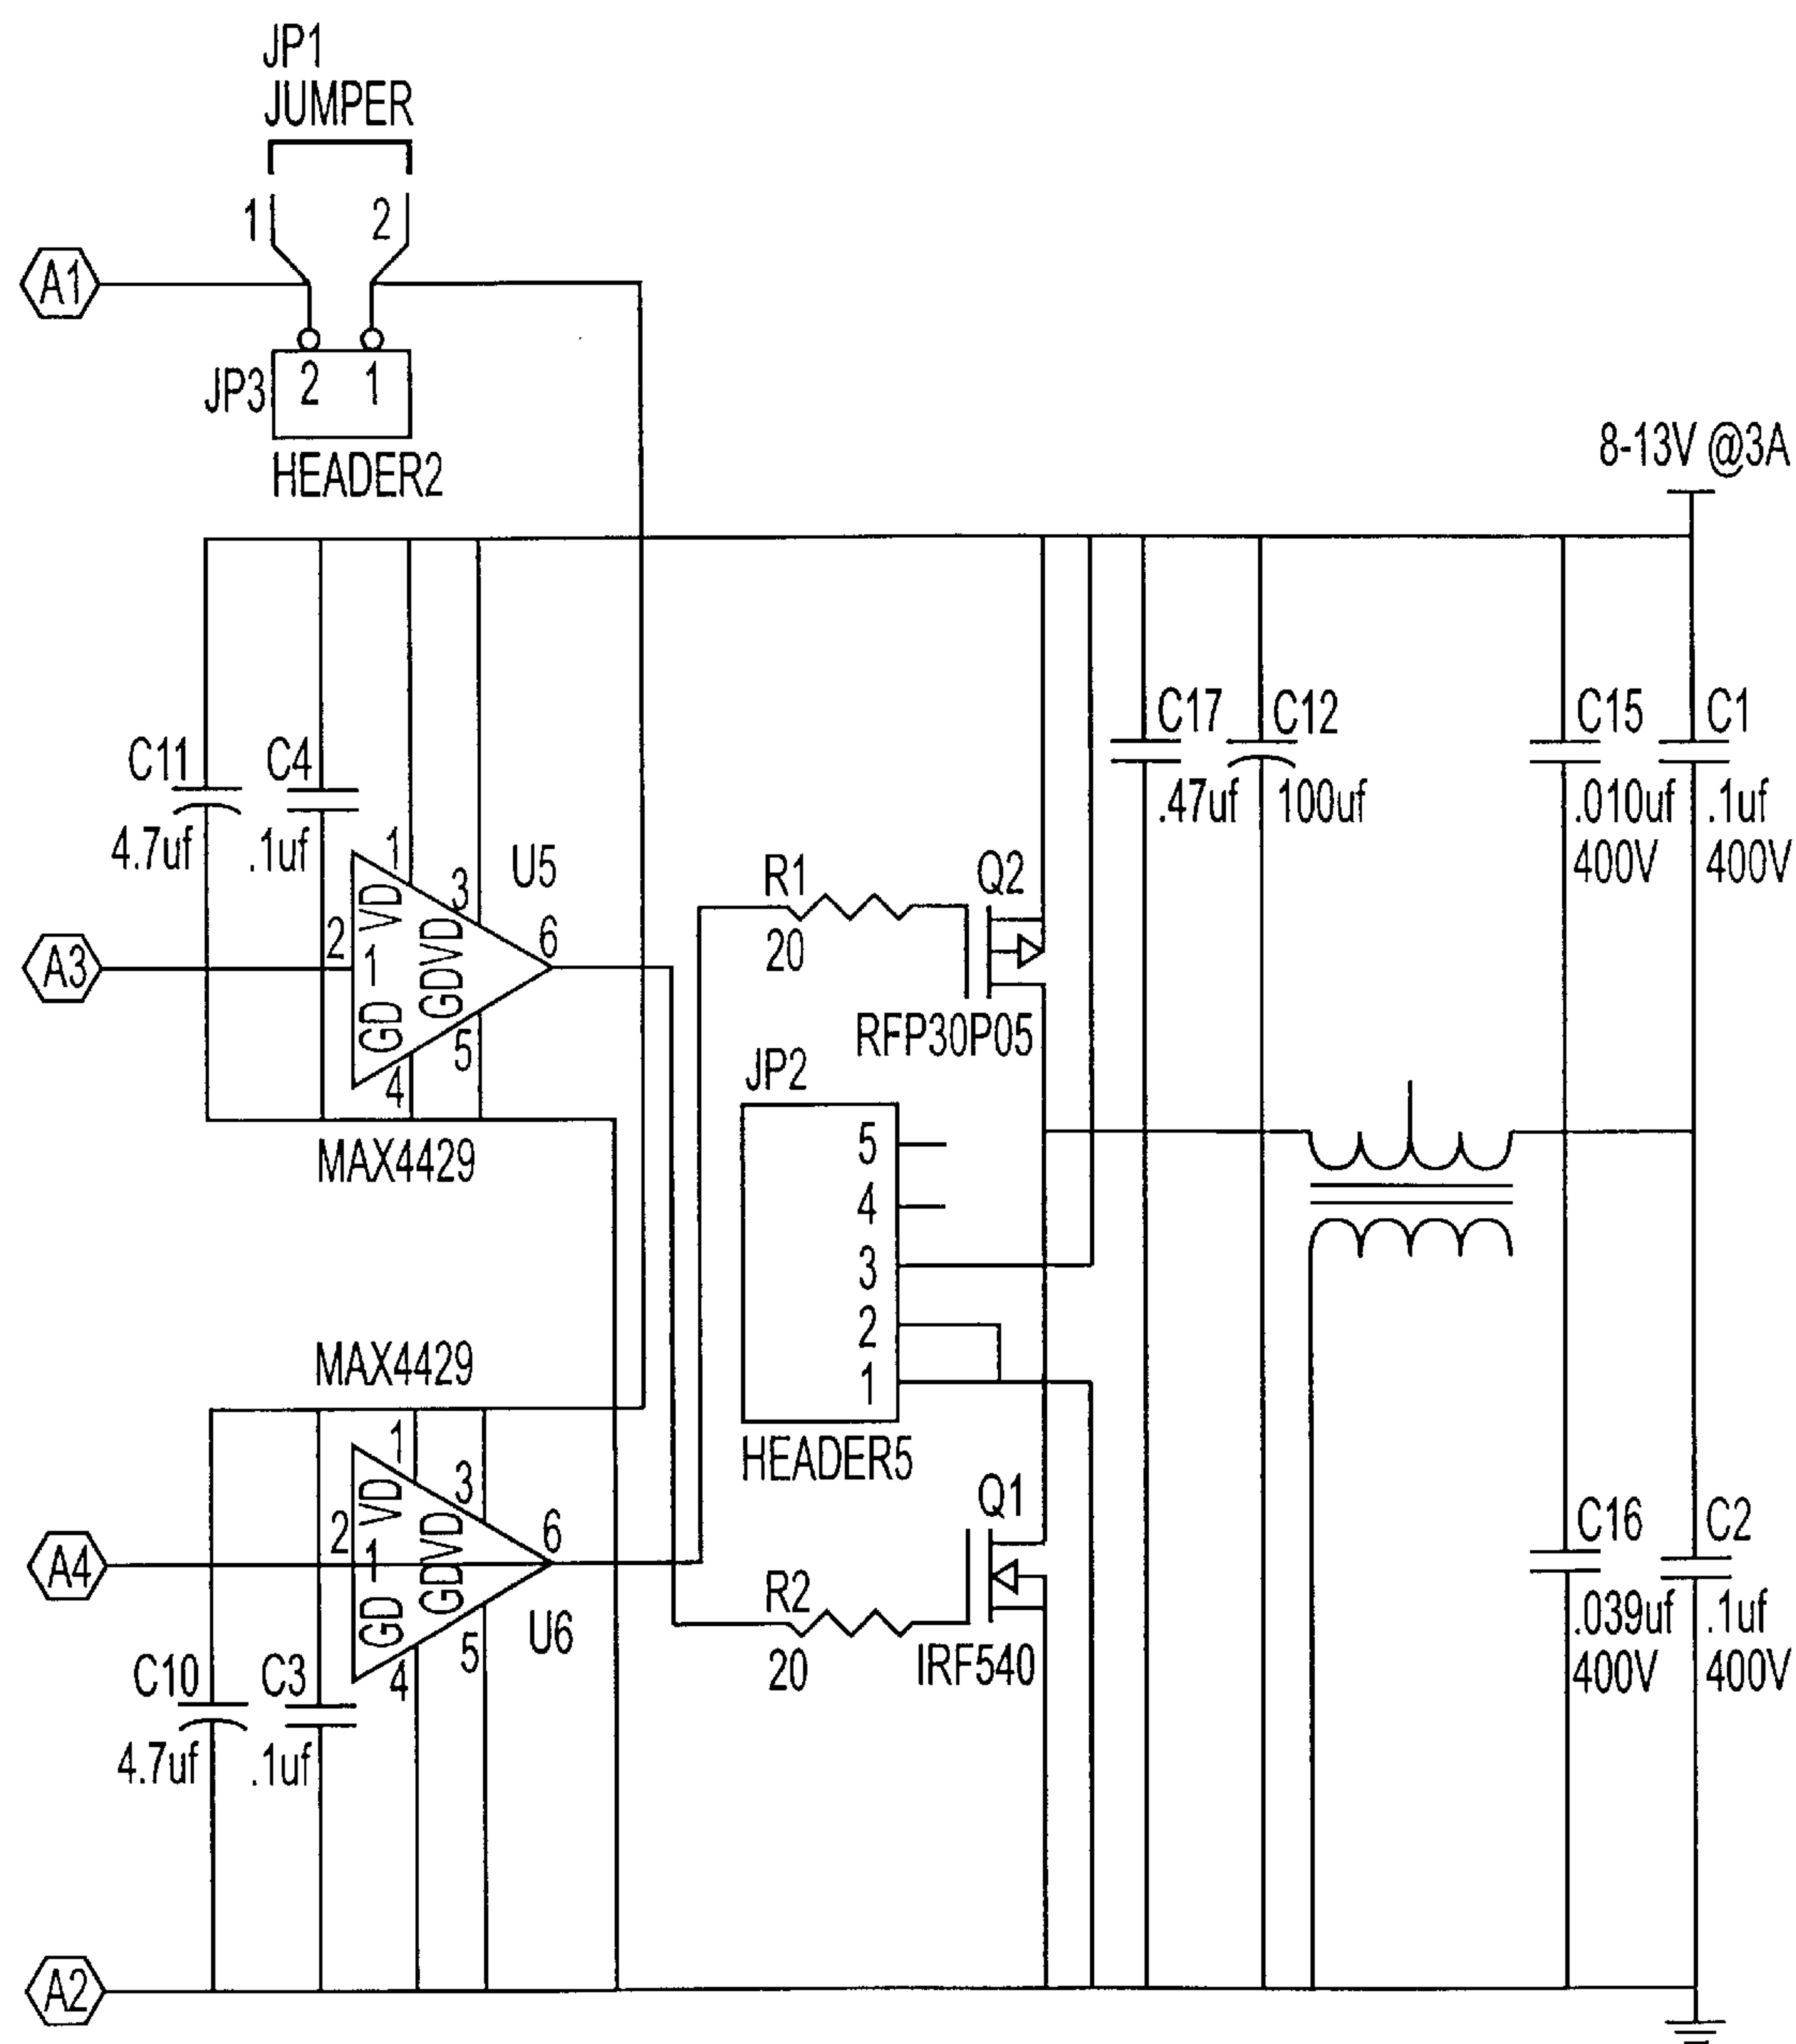 JP1
JUMPER
1 2
A1
JP3 2 1
HEADER2
8-13V @3A
C11
4.7uf
C4
.1uf
1
VD
3
U5
A3
2
1
GDVD
6
GD
4
5
MAX4429
R1
20
Q2
RFP30P05
C17
.47uf
C12
100uf
C15
.010uf
400V
C1
.1uf
400V
JP2
5
4
3
2
1
HEADER5
MAX4429
1
VD
3
A4
2
1
GDVD
6
GD
4
5
U6
C10
4.7uf
C3
.1uf
R2
20
Q1
IRF540
C16
.039uf
400V
C2
.1uf
400V
A2